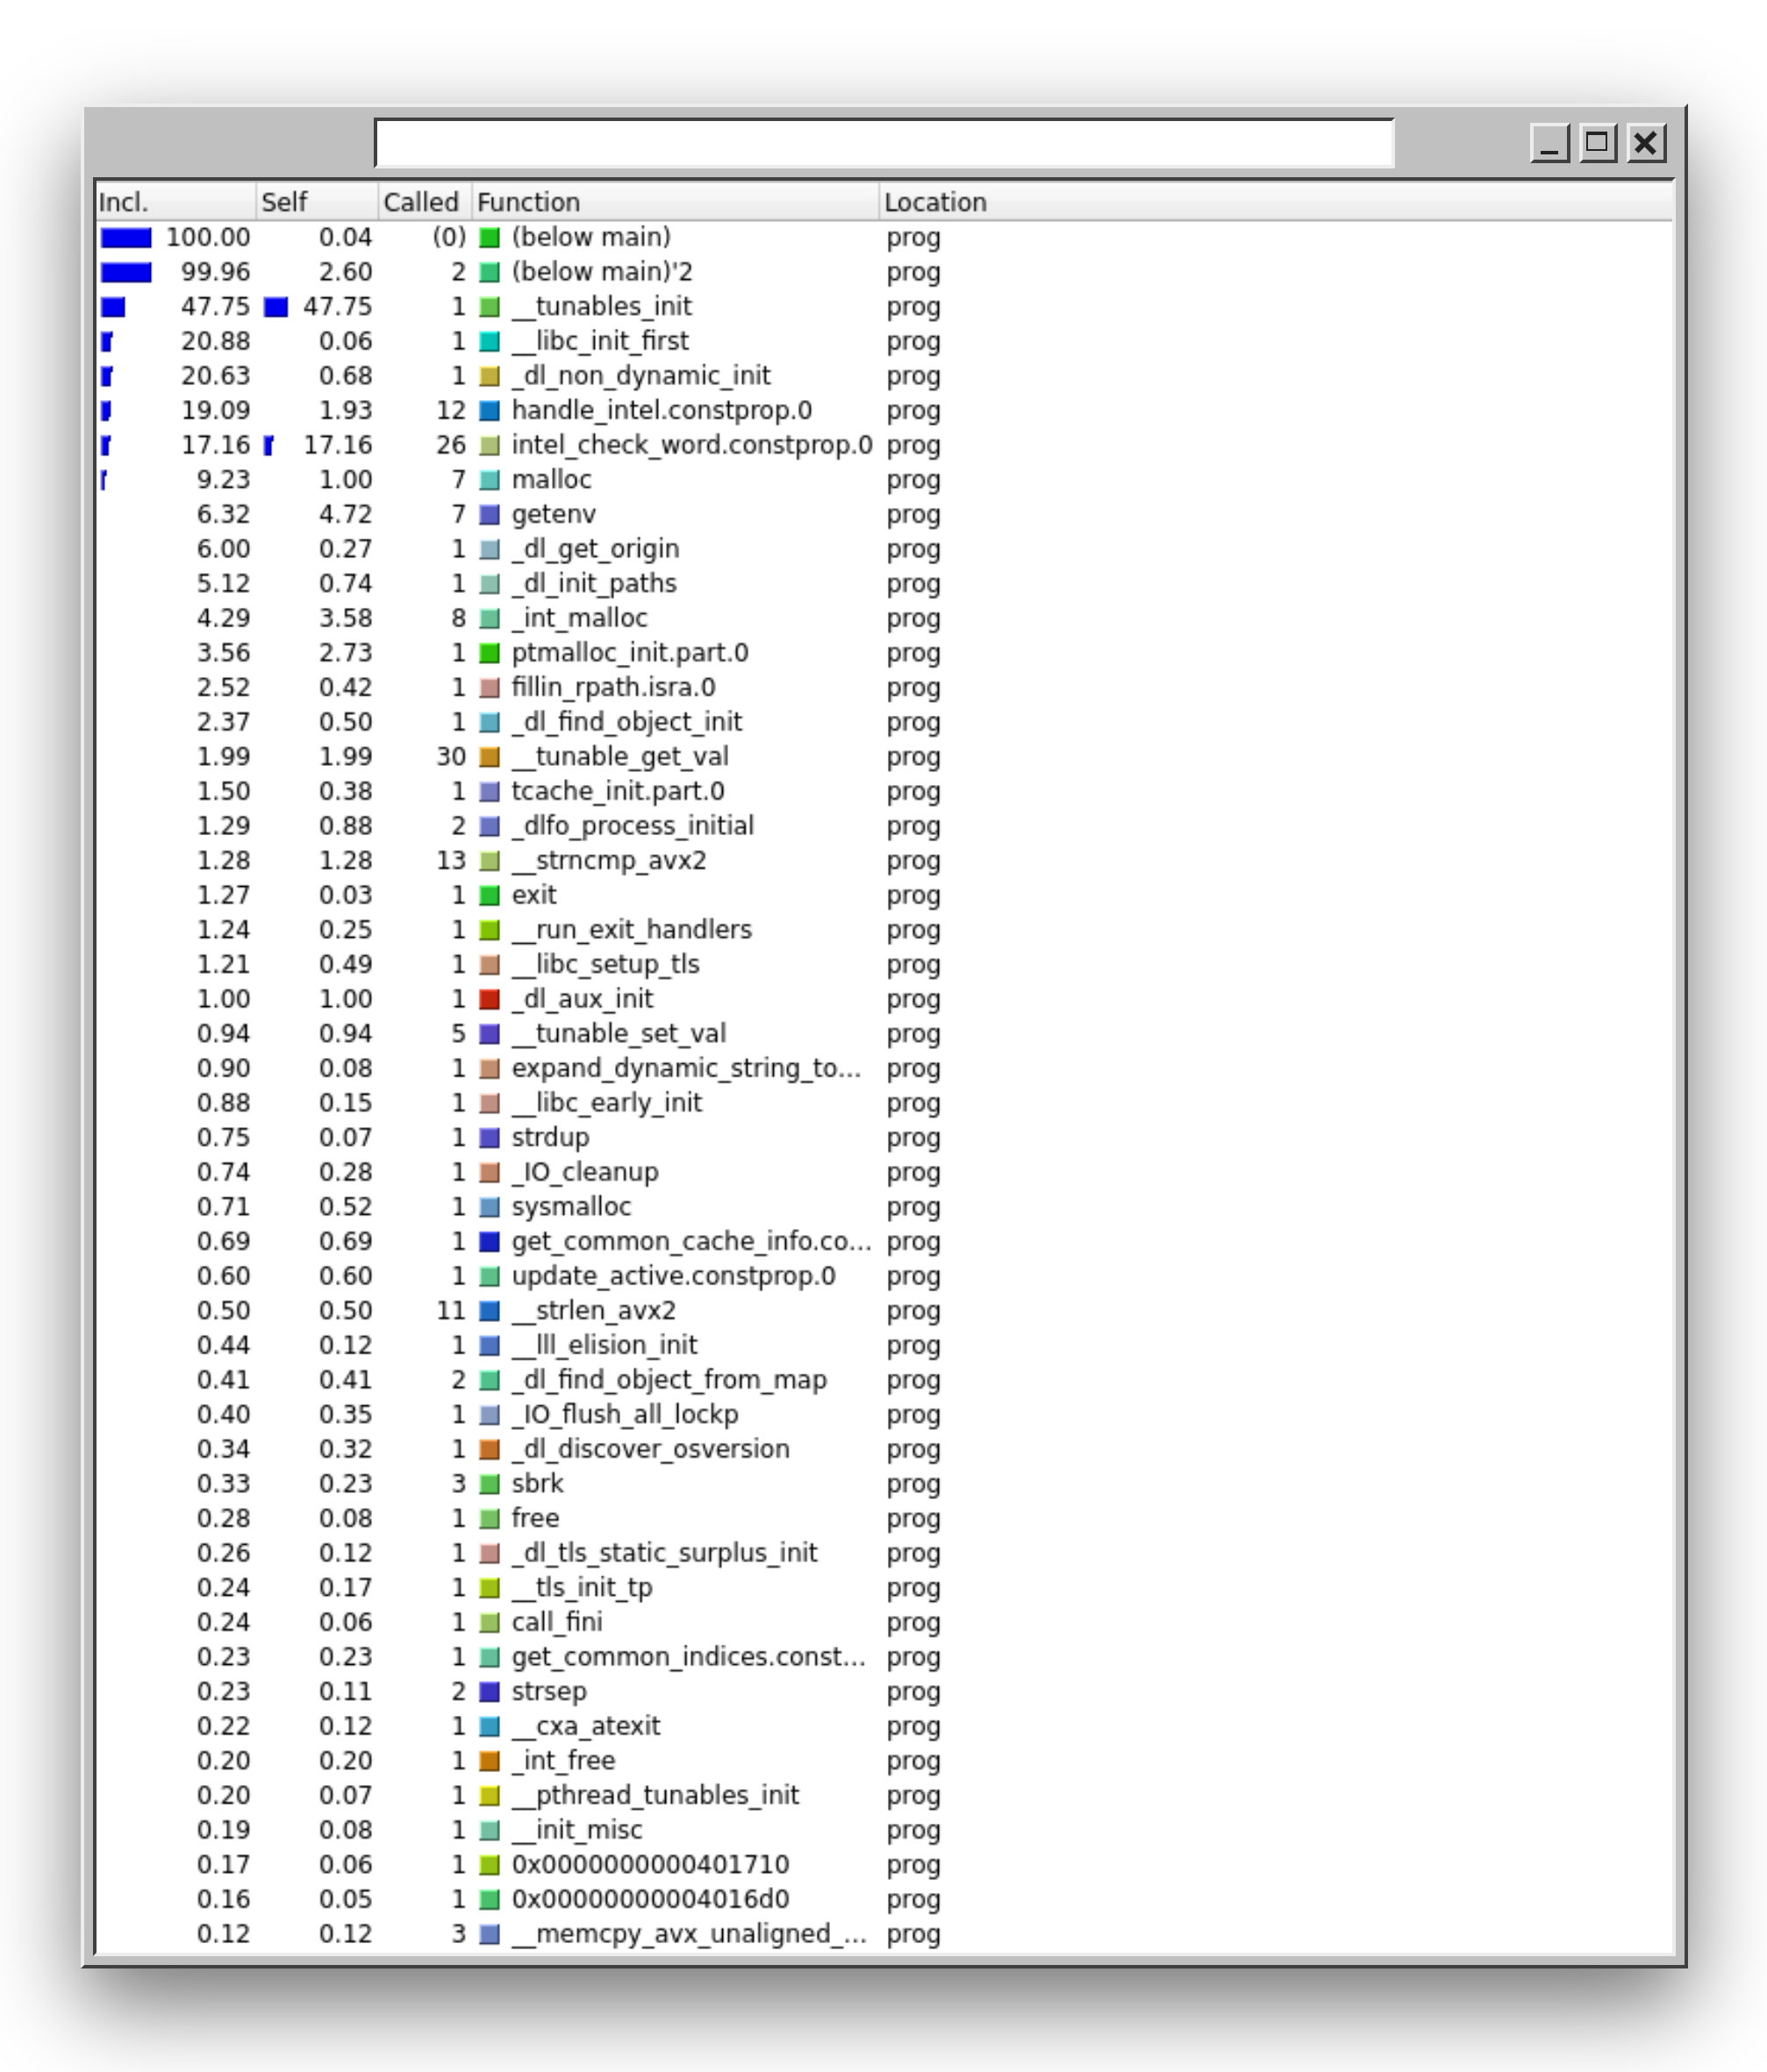 Incl. Self Called Function Location
100.00 0.04 (0) (below main) prog
99.96 2.60 2 (below main)'2 prog
47.75 47.75 1 __tunables_init prog
20.88 0.06 1 __libc_init_first prog
20.63 0.68 1 _dl_non_dynamic_init prog
19.09 1.93 12 handle_intel.constprop.0 prog
17.16 17.16 26 intel_check_word.constprop.0 prog
9.23 1.00 7 malloc prog
6.32 4.72 7 getenv prog
6.00 0.27 1 _dl_get_origin prog
5.12 0.74 1 _dl_init_paths prog
4.29 3.58 8 _int_malloc prog
3.56 2.73 1 ptmalloc_init.part.0 prog
2.52 0.42 1 fillin_rpath.isra.0 prog
2.37 0.50 1 _dl_find_object_init prog
1.99 1.99 30 __tunable_get_val prog
1.50 0.38 1 tcache_init.part.0 prog
1.29 0.88 2 _dlfo_process_initial prog
1.28 1.28 13 __strncmp_avx2 prog
1.27 0.03 1 exit prog
1.24 0.25 1 __run_exit_handlers prog
1.21 0.49 1 __libc_setup_tls prog
1.00 1.00 1 _dl_aux_init prog
0.94 0.94 5 __tunable_set_val prog
0.90 0.08 1 expand_dynamic_string_to... prog
0.88 0.15 1 __libc_early_init prog
0.75 0.07 1 strdup prog
0.74 0.28 1 _IO_cleanup prog
0.71 0.52 1 sysmalloc prog
0.69 0.69 1 get_common_cache_info.co... prog
0.60 0.60 1 update_active.constprop.0 prog
0.50 0.50 11 __strlen_avx2 prog
0.44 0.12 1 __lll_elision_init prog
0.41 0.41 2 _dl_find_object_from_map prog
0.40 0.35 1 _IO_flush_all_lockp prog
0.34 0.32 1 _dl_discover_osversion prog
0.33 0.23 3 sbrk prog
0.28 0.08 1 free prog
0.26 0.12 1 _dl_tls_static_surplus_init prog
0.24 0.17 1 __tls_init_tp prog
0.24 0.06 1 call_fini prog
0.23 0.23 1 get_common_indices.const... prog
0.23 0.11 2 strsep prog
0.22 0.12 1 __cxa_atexit prog
0.20 0.20 1 _int_free prog
0.20 0.07 1 __pthread_tunables_init prog
0.19 0.08 1 __init_misc prog
0.17 0.06 1 0x0000000000401710 prog
0.16 0.05 1 0x00000000004016d0 prog
0.12 0.12 3 __memcpy_avx_unaligned_... prog